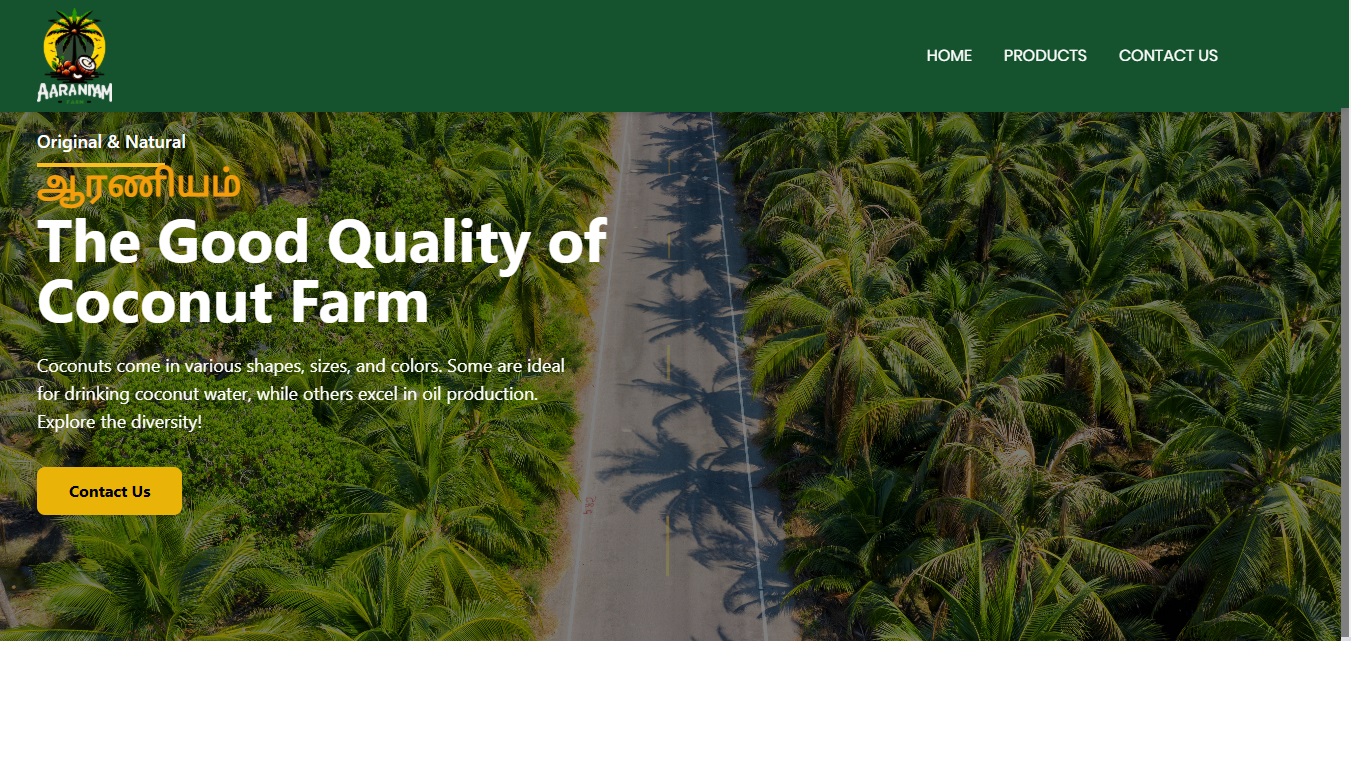 AARANIYAM
FARM
HOME PRODUCTS CONTACT US
Original & Natural
ஆரணியம்
The Good Quality of
Coconut Farm
Coconuts come in various shapes, sizes, and colors. Some are ideal
for drinking coconut water, while others excel in oil production.
Explore the diversity!
Contact Us